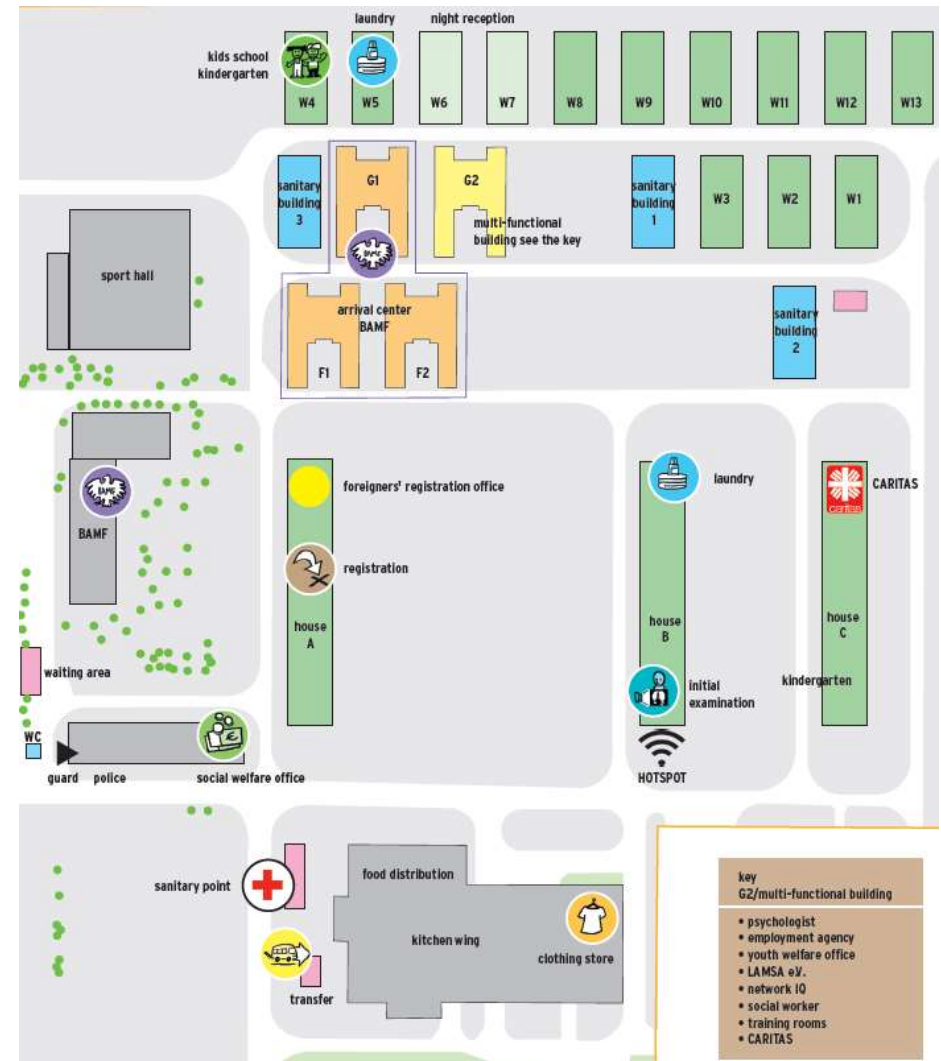 laundry
night reception
kids school
kindergarten
W4
W5
W6
W7
W8
W9
W10
W11
W12
W13
sanitary
building
3
G1
G2
multi-functional
building see the key
sanitary
building
1
W3
W2
W1
BAMF
sport hall
arrival center
BAMF
F1
F2
sanitary
building
2
BAMF
BAMF
foreigners' registration office
registration
house
A
laundry
house
B
initial
examination
HOTSPOT
caritas
CARITAS
house
C
kindergarten
waiting area
WC
guard
police
€
social welfare office
sanitary point
food distribution
kitchen wing
clothing store
transfer
key
G2/multi-functional building
• psychologist
• employment agency
• youth welfare office
• LAMSA e.V.
• network IQ
• social worker
• training rooms
• CARITAS